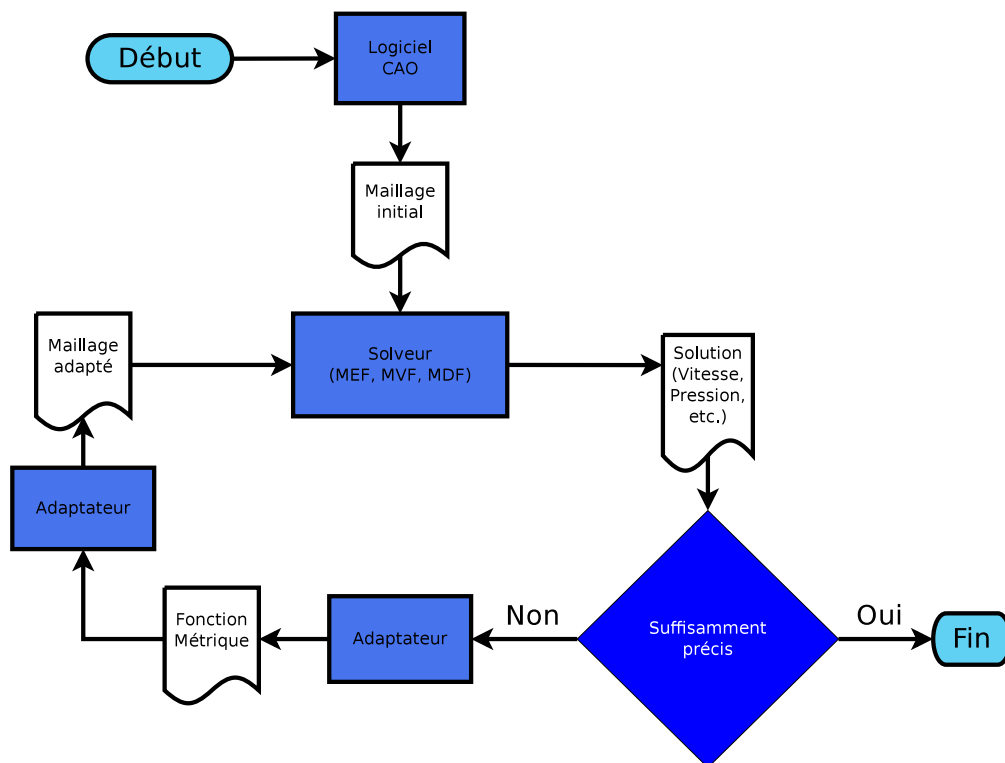 Début
Logiciel
CAO
Maillage
initial
Maillage
adapté
Solveur
(MEF, MVF, MDF)
Solution
(Vitesse,
Pression,
etc.)
Adaptateur
Fonction
Métrique
Adaptateur
Non
Suffisamment
précis
Oui
Fin